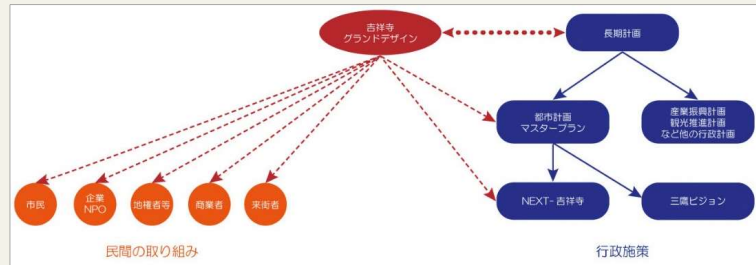 吉祥寺
グランドデザイン
長期計画
都市計画
マスタープラン
産業振興計画
観光推進計画
など他の行政計画
市民
企業
NPO
地権者等
商業者
来街者
NEXT-吉祥寺
三鷹ビジョン
民間の取り組み
行政施策